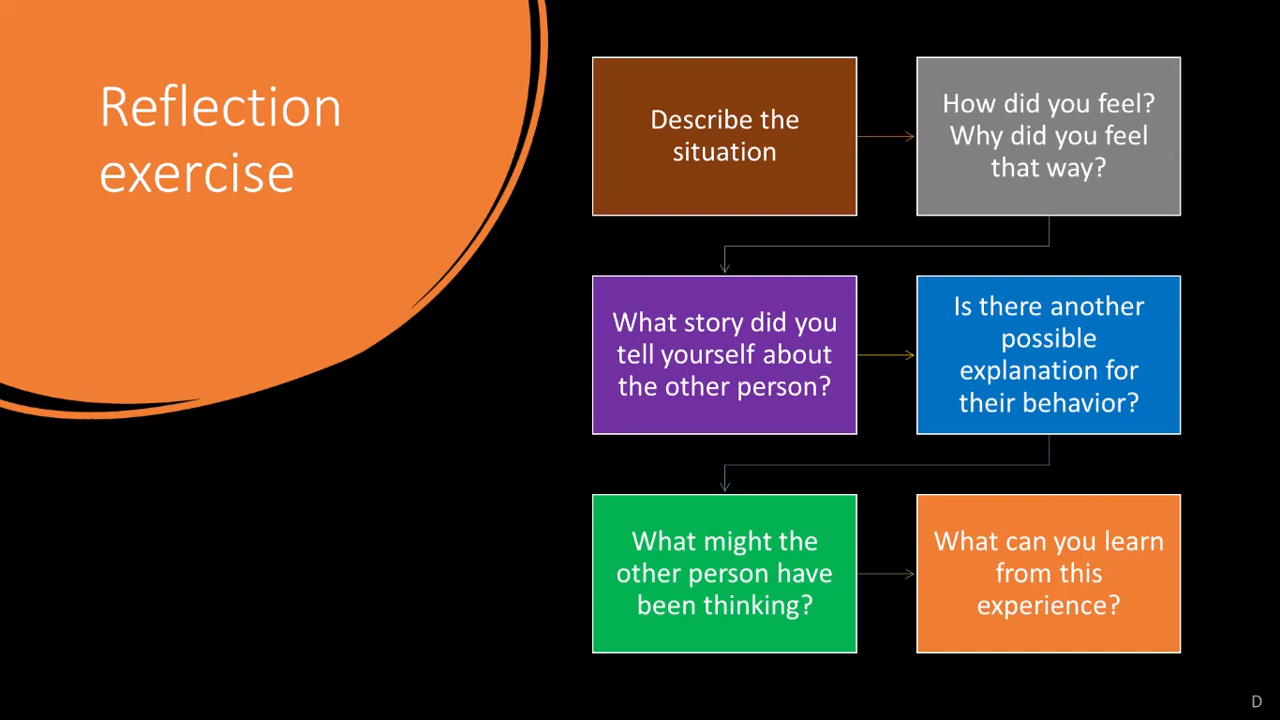 Reflection
exercise
Describe the
situation
How did you feel?
Why did you feel
that way?
What story did you
tell yourself about
the other person?
Is there another
possible
explanation for
their behavior?
What might the
other person have
been thinking?
What can you learn
from this
experience?
D